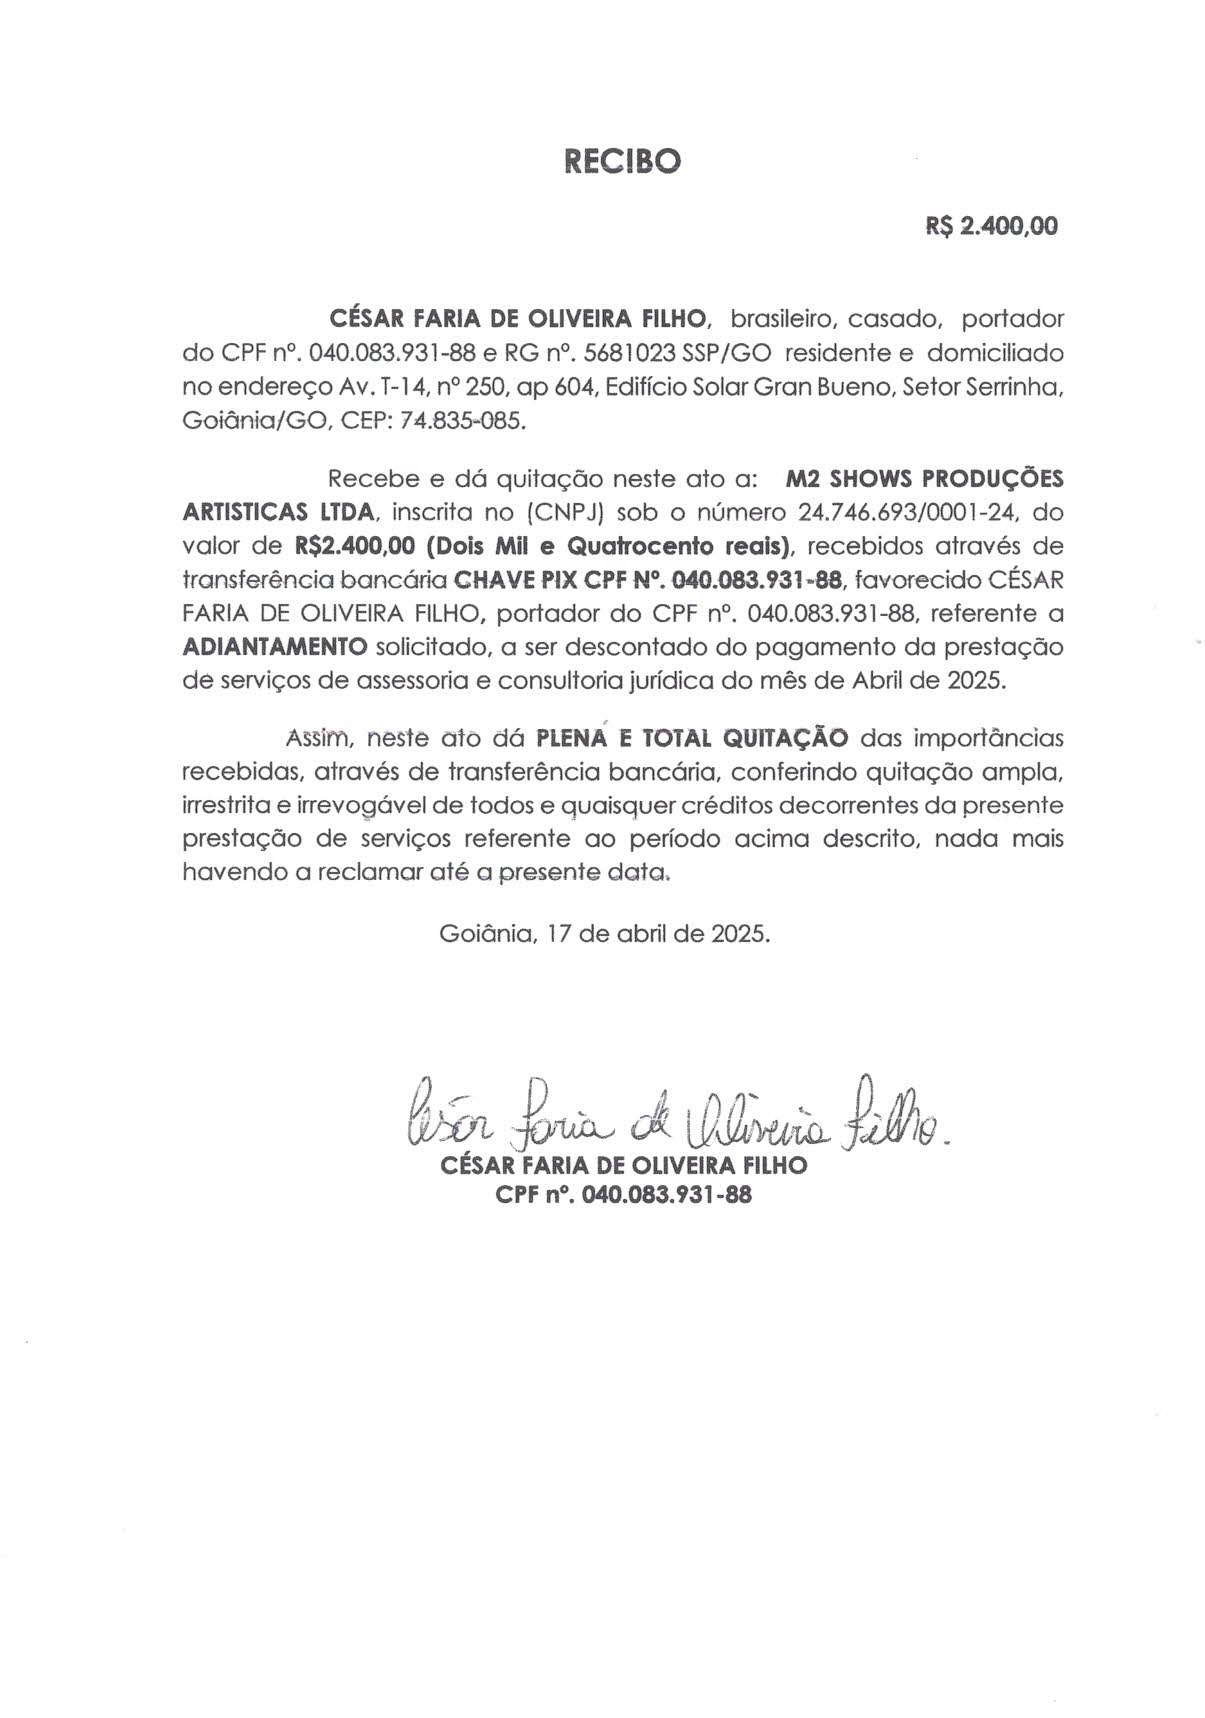 RECIBO
R$ 2.400,00
CÉSAR FARIA DE OLIVEIRA FILHO, brasileiro, casado, portador
do CPF nº. 040.083.931-88 e RG nº. 5681023 SSP/GO residente e domiciliado
no endereço Av. T-14, nº 250, ap 604, Edifício Solar Gran Bueno, Setor Serrinha,
Goiânia/GO, CEP: 74.835-085.
Recebe e dá quitação neste ato a: M2 SHOWS PRODUÇÕES
ARTISTICAS LTDA, inscrita no (CNPJ) sob o número 24.746.693/0001-24, do
valor de R$2.400,00 (Dois Mil e Quatrocento reais), recebidos através de
transferência bancária CHAVE PIX CPF Nº. 040.083.931-88, favorecido CÉSAR
FARIA DE OLIVEIRA FILHO, portador do CPF nº. 040.083.931-88, referente a
ADIANTAMENTO solicitado, a ser descontado do pagamento da prestação
de serviços de assessoria e consultoria jurídica do mês de Abril de 2025.
Assim, neste ato dá PLENA E TOTAL QUITAÇÃO das importâncias
recebidas, através de transferência bancária, conferindo quitação ampla,
irrestrita e irrevogável de todos e quaisquer créditos decorrentes da presente
prestação de serviços referente ao período acima descrito, nada mais
havendo a reclamar até a presente data.
Goiânia, 17 de abril de 2025.
César Faria de Oliveira Filho.
CÉSAR FARIA DE OLIVEIRA FILHO
CPF nº. 040.083.931-88